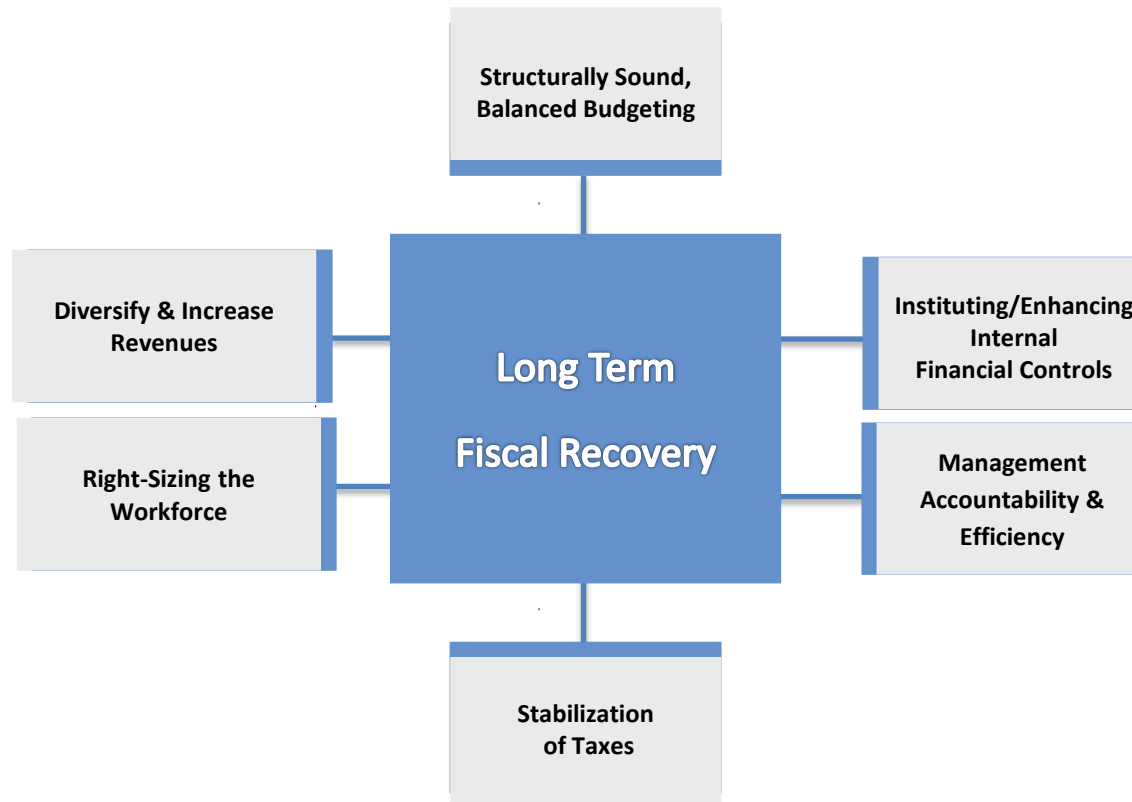 Structurally Sound,
Balanced Budgeting
Diversify & Increase
Revenues
Instituting/Enhancing
Internal
Financial Controls
Long Term
Fiscal Recovery
Right-Sizing the
Workforce
Management
Accountability &
Efficiency
Stabilization
of Taxes